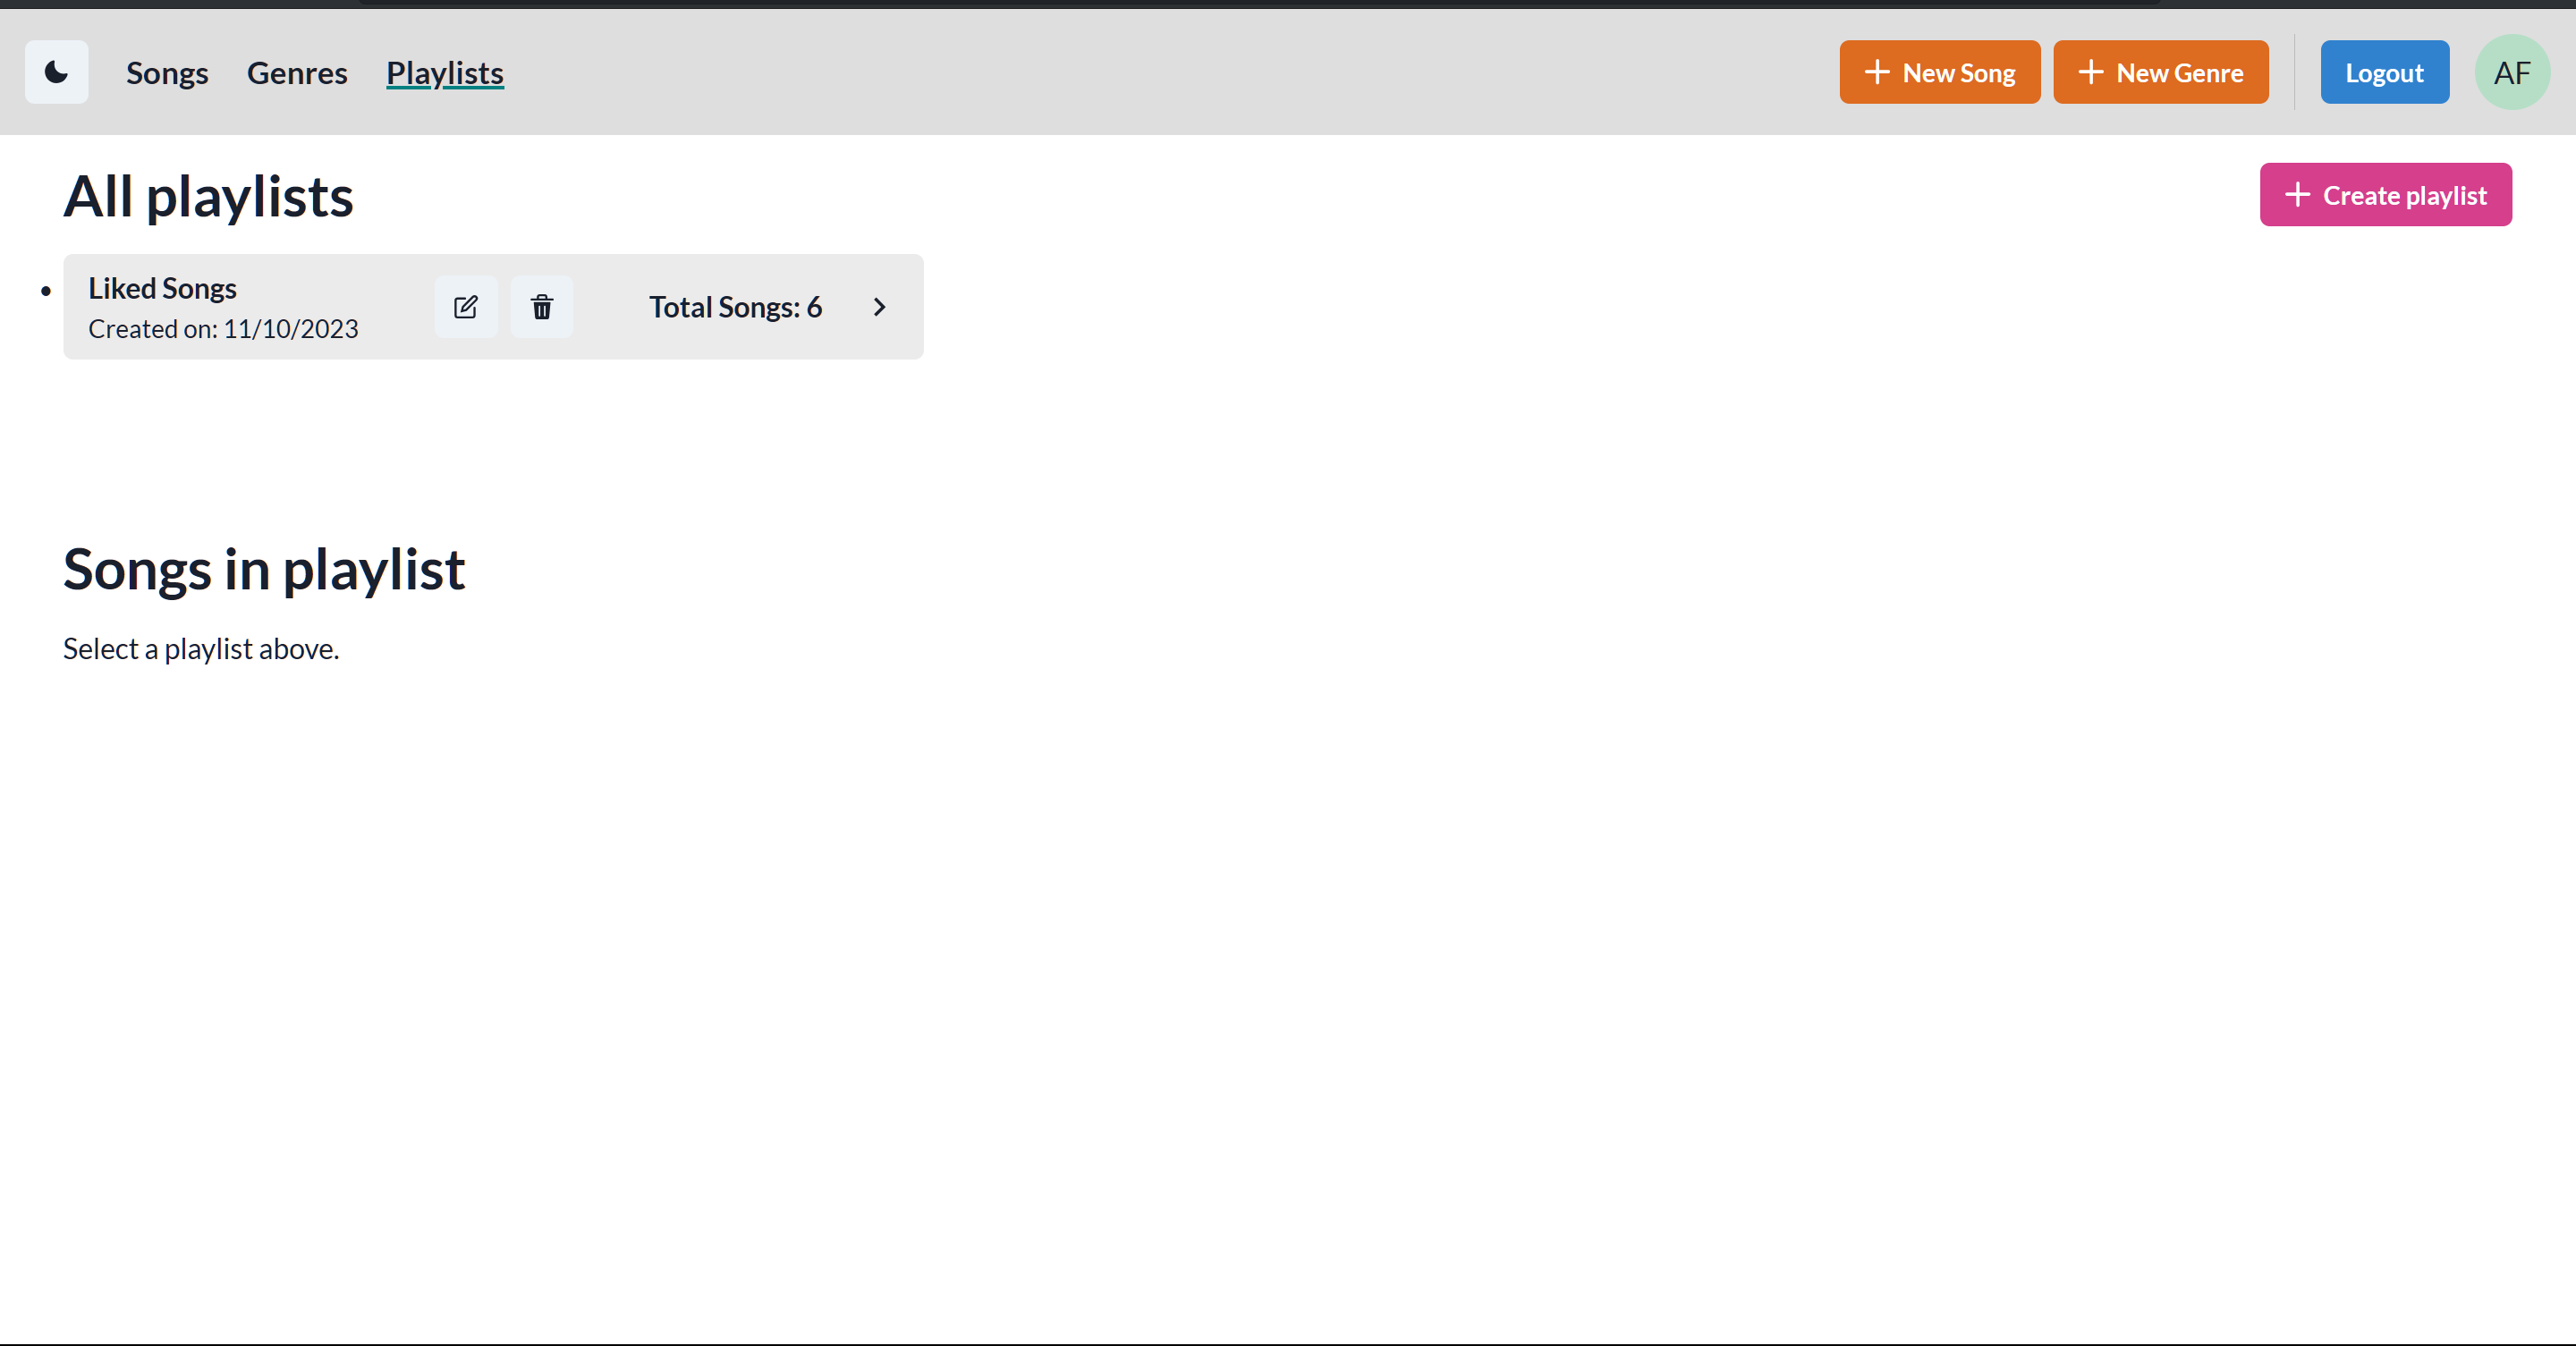 Songs Genres Playlists New Song New Genre Logout AF
All playlists Create playlist
Liked Songs
Created on: 11/10/2023
Total Songs: 6
Songs in playlist
Select a playlist above.